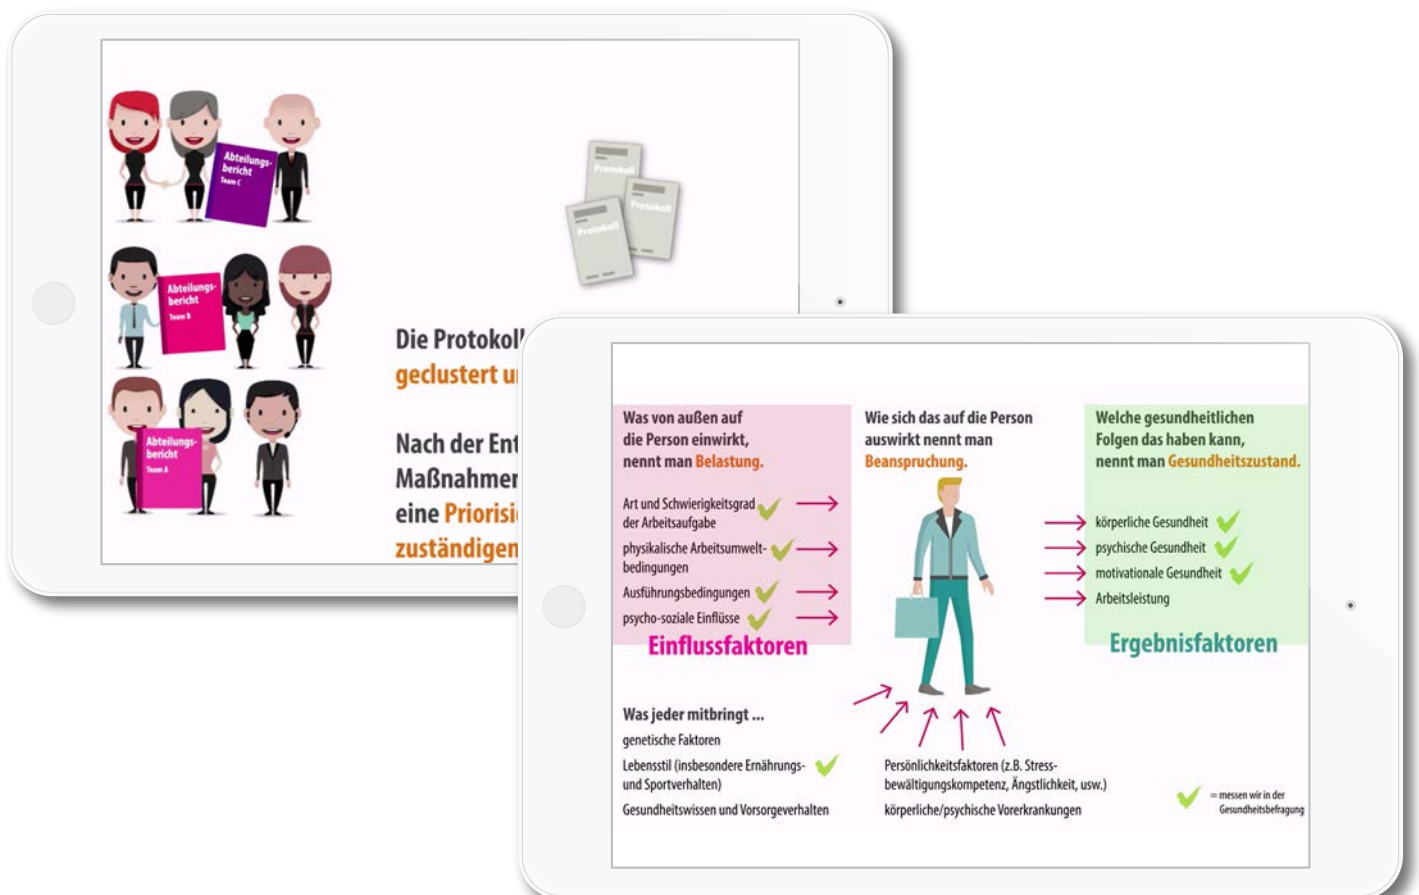 Abteilungs-
bericht
Team C
Protokoll
Protokoll
Protokoll
Abteilungs-
bericht
Team B
Abteilungs-
bericht
Team A
Die Protokoll
geclustert u
Nach der Ent
Maßnahmen
eine Priorisi
zuständigen
Was von außen auf
die Person einwirkt,
nennt man Belastung.
Art und Schwierigkeitsgrad
der Arbeitsaufgabe
physikalische Arbeitsumwelt-
bedingungen
Ausführungsbedingungen
psycho-soziale Einflüsse
Einflussfaktoren
Wie sich das auf die Person
auswirkt nennt man
Beanspruchung.
Welche gesundheitlichen
Folgen das haben kann,
nennt man Gesundheitszustand.
körperliche Gesundheit
psychische Gesundheit
motivationale Gesundheit
Arbeitsleistung
Ergebnisfaktoren
Was jeder mitbringt ...
genetische Faktoren
Lebensstil (insbesondere Ernährungs-
und Sportverhalten)
Gesundheitswissen und Vorsorgeverhalten
Persönlichkeitsfaktoren (z.B. Stress-
bewältigungskompetenz, Ängstlichkeit, usw.)
körperliche/psychische Vorerkrankungen
= messen wir in der
Gesundheitsbefragung